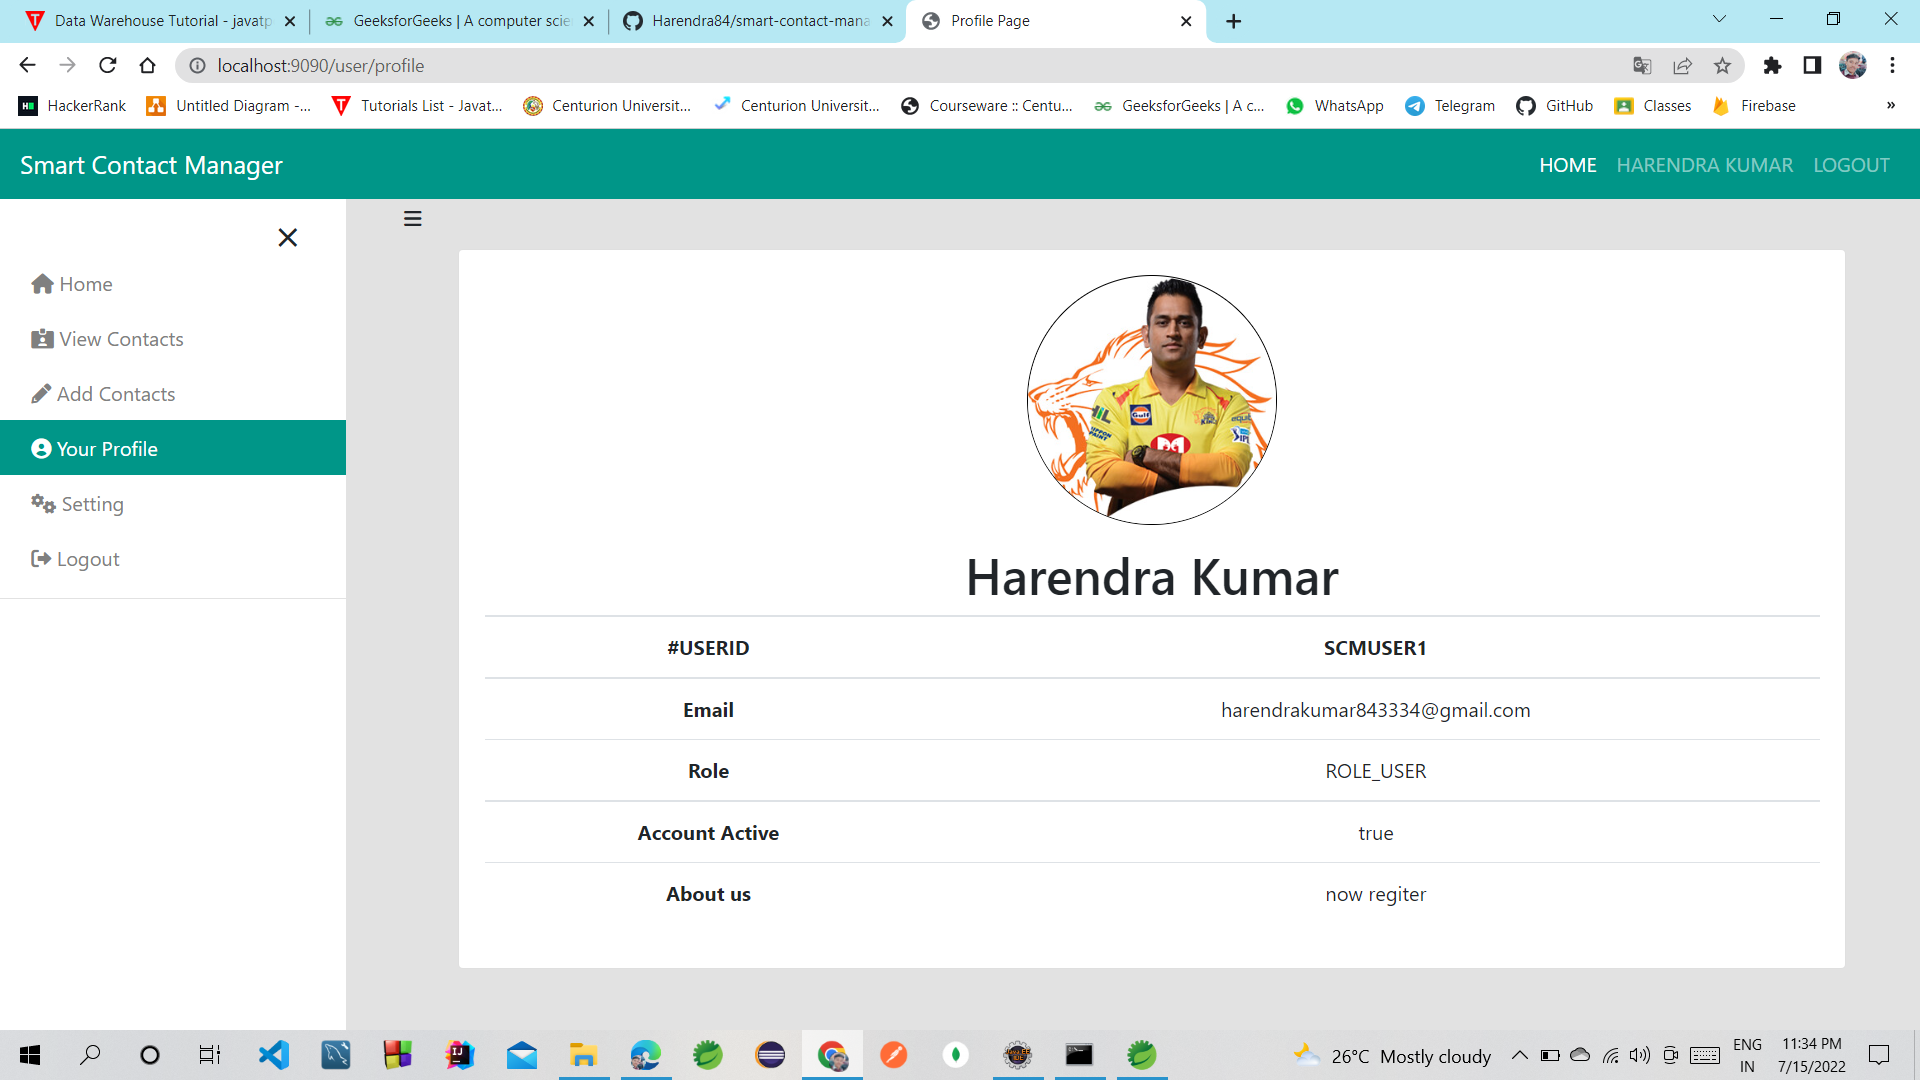 Data Warehouse Tutorial - javatp
GeeksforGeeks | A computer scie
Harendra84/smart-contact-mana
Profile Page
localhost:9090/user/profile
HackerRank
Untitled Diagram -...
Tutorials List - Javat...
Centurion Universit...
Centurion Universit...
Courseware :: Centu...
GeeksforGeeks | A c...
WhatsApp
Telegram
GitHub
Classes
Firebase
»
Smart Contact Manager
HOME
HARENDRA KUMAR
LOGOUT
Home
View Contacts
Add Contacts
Your Profile
Setting
Logout
Gulf
IPL
Harendra Kumar
#USERID SCMUSER1
Email harendrakumar843334@gmail.com
Role ROLE_USER
Account Active true
About us now regiter
26°C Mostly cloudy
ENG
IN
11:34 PM
7/15/2022